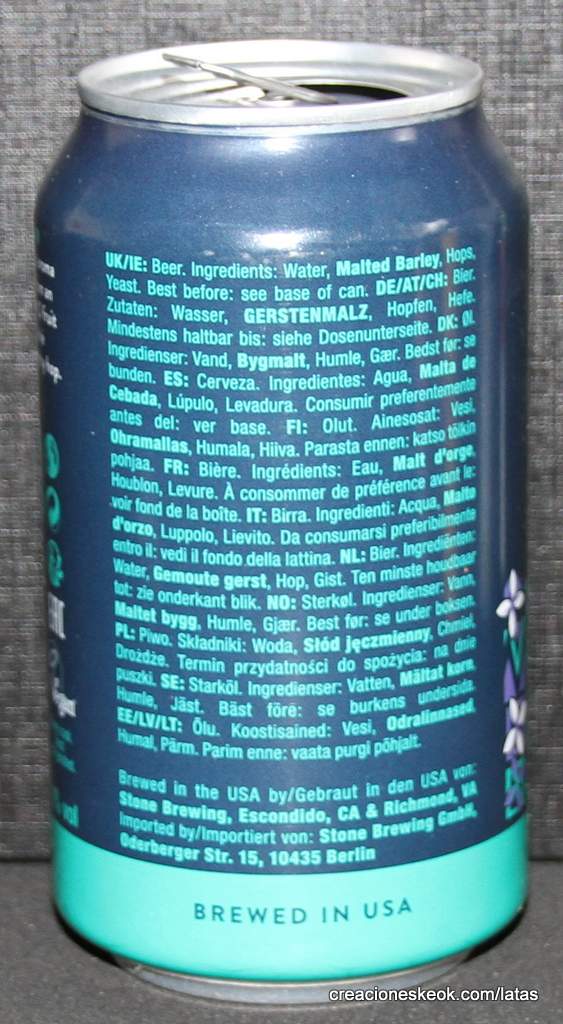 UK/IE: Beer. Ingredients: Water, Malted Barley, Hops,
Yeast. Best before: see base of can. DE/AT/CH: Bier.
Zutaten: Wasser, GERSTENMALZ, Hopfen, Hefe.
Mindestens haltbar bis: siehe Dosenunterseite. DK: Øl.
Ingredienser: Vand, Bygmalt, Humle, Gær. Bedst før: se
bunden. ES: Cerveza. Ingredientes: Agua, Malta de
Cebada, Lúpulo, Levadura. Consumir preferentemente
antes del: ver base. FI: Olut. Ainesosat: Vesi,
Ohramallas, Humala, Hiiva. Parasta ennen: katso tölkin
pohjaa. FR: Bière. Ingrédients: Eau, Malt d'orge,
Houblon, Levure. À consommer de préférence avant le:
voir fond de la boîte. IT: Birra. Ingredienti: Acqua, Malto
d'orzo, Luppolo, Lievito. Da consumarsi preferibilmente
entro il: vedi il fondo della lattina. NL: Bier. Ingrediënten:
Water, Gemoute gerst, Hop, Gist. Ten minste houdbaar
tot: zie onderkant blik. NO: Sterkøl. Ingredienser: Vann,
Maltet bygg, Humle, Gjær. Best før: se under boksen.
PL: Piwo. Składniki: Woda, Słód jęczmienny, Chmiel,
Drożdże. Termin przydatności do spożycia: na dnie
puszki. SE: Starköl. Ingredienser: Vatten, Mältat korn,
Humle, Jäst. Bäst före: se burkens undersida.
EE/LV/LT: Õlu. Koostisained: Vesi, Odralinnased,
Humal, Pärm. Parim enne: vaata purgi põhjalt.
Brewed in the USA by/Gebraut in den USA von:
Stone Brewing, Escondido, CA & Richmond, VA
Imported by/Importiert von: Stone Brewing GmbH,
Oderberger Str. 15, 10435 Berlin
BREWED IN USA
creacioneskeok.com/latas